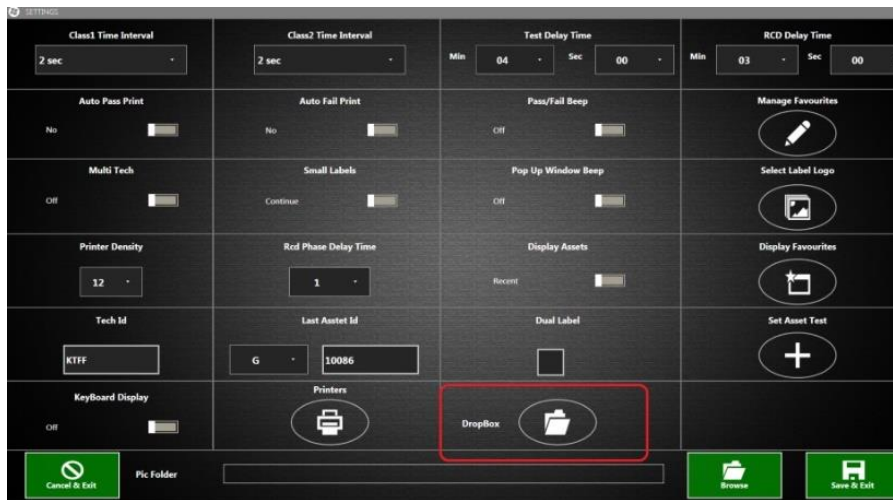 SETTINGS
Class1 Time Interval
Class2 Time Interval
Test Delay Time
RCD Delay Time
2 sec
2 sec
Min 04 Sec 00
Min 03 Sec 00
Auto Pass Print
Auto Fail Print
Pass/Fail Beep
Manage Favourites
No
No
Off
Multi Tech
Small Labels
Pop Up Window Beep
Select Label Logo
Off
Continue
Off
Printer Density
Rcd Phase Delay Time
Display Assets
Display Favourites
12
1
Recent
Tech Id
Last Asstet Id
Dual Label
Set Asset Test
KTFF
G 10086
KeyBoard Display
Printers
Off
DropBox
Cancel & Exit
Pic Folder
Browse
Save & Exit